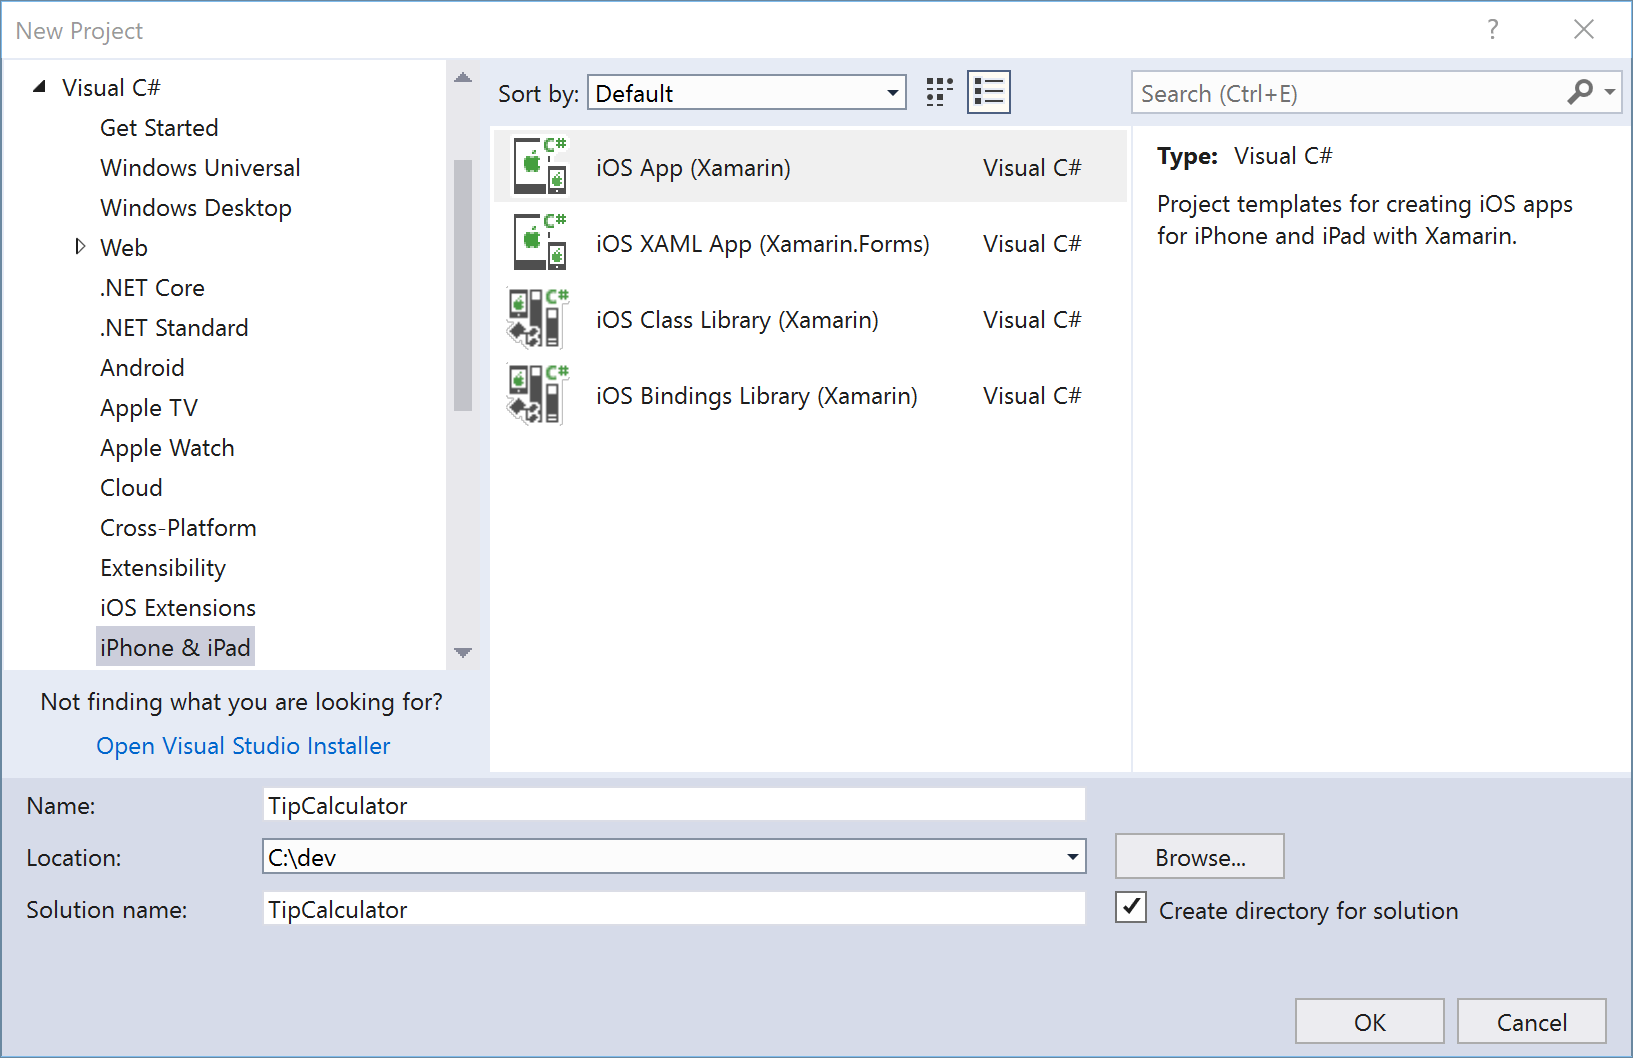 New Project
?
Visual C#
Get Started
Windows Universal
Windows Desktop
Web
.NET Core
.NET Standard
Android
Apple TV
Apple Watch
Cloud
Cross-Platform
Extensibility
iOS Extensions
iPhone & iPad
Not finding what you are looking for?
Open Visual Studio Installer
Sort by: Default
Search (Ctrl+E)
C# iOS App (Xamarin) Visual C#
C# iOS XAML App (Xamarin.Forms) Visual C#
C# iOS Class Library (Xamarin) Visual C#
C# iOS Bindings Library (Xamarin) Visual C#
Type: Visual C#
Project templates for creating iOS apps
for iPhone and iPad with Xamarin.
Name: TipCalculator
Location: C:\dev Browse...
Solution name: TipCalculator Create directory for solution
OK Cancel